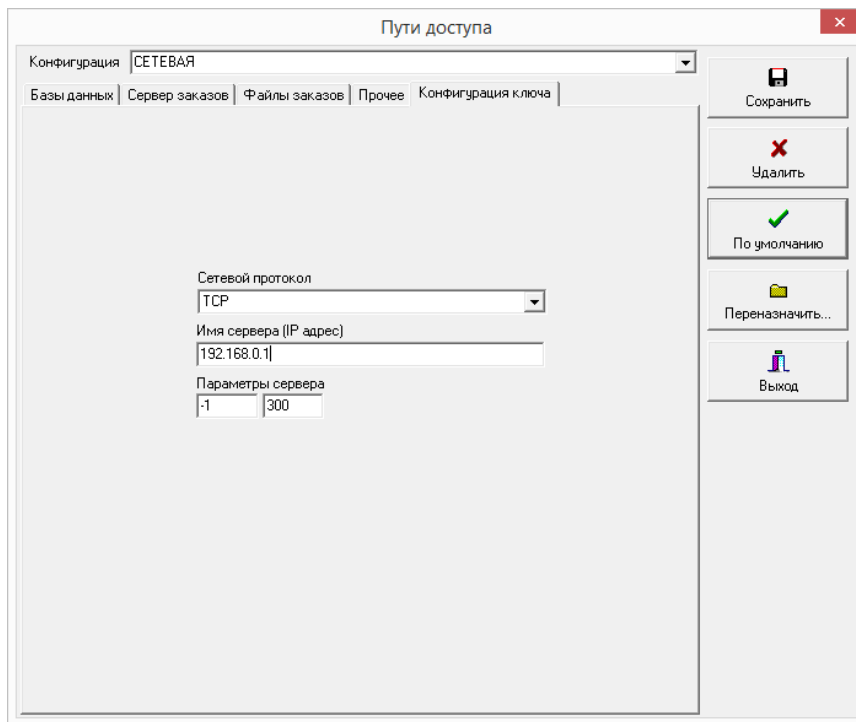 Пути доступа
Конфигурация СЕТЕВАЯ
Базы данных Сервер заказов Файлы заказов Прочее Конфигурация ключа
Сетевой протокол
TCP
Имя сервера (IP адрес)
192.168.0.1
Параметры сервера
-1 300
Сохранить
Удалить
По умолчанию
Переназначить...
Выход